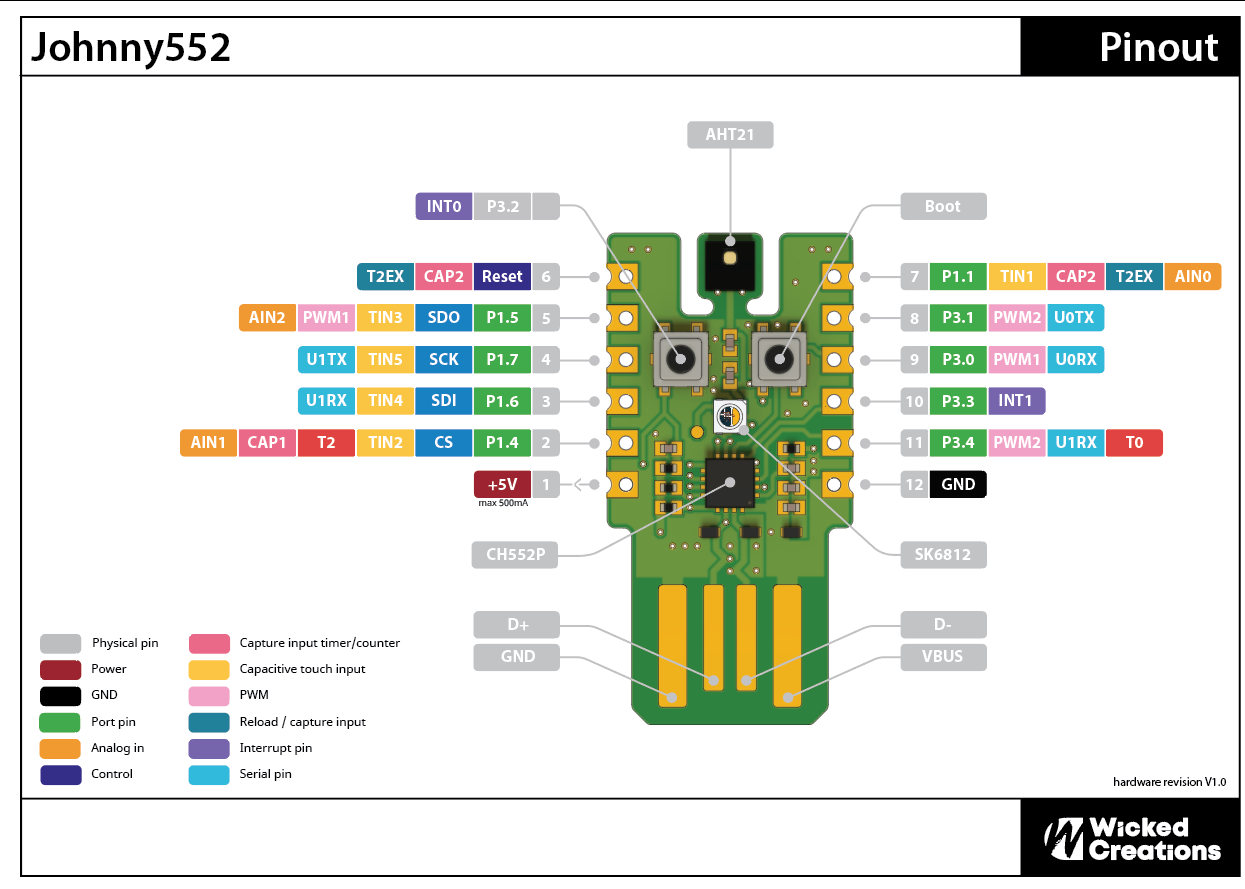 Johnny552 Pinout
AHT21
INT0 P3.2
Boot
T2EX CAP2 Reset 6
7 P1.1 TIN1 CAP2 T2EX AIN0
AIN2 PWM1 TIN3 SDO P1.5 5
8 P3.1 PWM2 U0TX
U1TX TIN5 SCK P1.7 4
9 P3.0 PWM1 U0RX
U1RX TIN4 SDI P1.6 3
10 P3.3 INT1
AIN1 CAP1 T2 TIN2 CS P1.4 2
11 P3.4 PWM2 U1RX T0
+5V 1
max 500mA
12 GND
CH552P
SK6812
D+
D-
GND
VBUS
Physical pin
Power
GND
Port pin
Analog in
Control
Capture input timer/counter
Capacitive touch input
PWM
Reload / capture input
Interrupt pin
Serial pin
hardware revision V1.0
Wicked
Creations